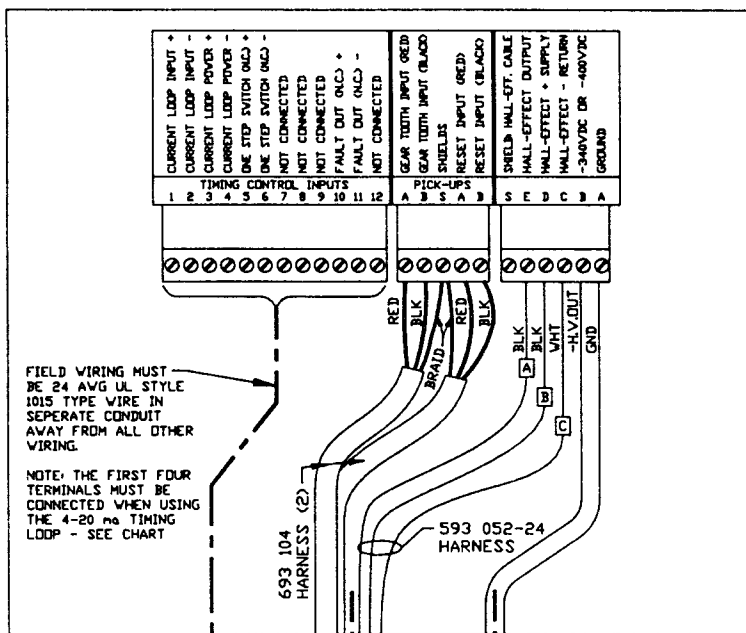 CURRENT LOOP INPUT +
CURRENT LOOP INPUT -
CURRENT LOOP POWER +
CURRENT LOOP POWER -
ONE STEP SWITCH (N.C.) +
ONE STEP SWITCH (N.C.) -
NOT CONNECTED
NOT CONNECTED
NOT CONNECTED
FAULT OUT (N.C.) +
FAULT OUT (N.C.) -
NOT CONNECTED
GEAR TOOTH INPUT (RED)
GEAR TOOTH INPUT (BLACK)
SHIELDS
RESET INPUT (RED)
RESET INPUT (BLACK)
SHIELD HALL-EFF. CABLE
HALL-EFFECT OUTPUT
HALL-EFFECT + SUPPLY
HALL-EFFECT - RETURN
-340VDC OR -400VDC
GROUND
TIMING CONTROL INPUTS
PICK-UPS
1 2 3 4 5 6 7 8 9 10 11 12
A B S A B
S E D C B A
RED
BLK
BRAID
RED
BLK
BLK
BLK
WHT
-H.V.OUT
GND
A
B
C
FIELD WIRING MUST
BE 24 AWG UL STYLE
1015 TYPE WIRE IN
SEPERATE CONDUIT
AWAY FROM ALL OTHER
WIRING.
NOTE: THE FIRST FOUR
TERMINALS MUST BE
CONNECTED WHEN USING
THE 4-20 ma TIMING
LOOP - SEE CHART
693 104
HARNESS (2)
593 052-24
HARNESS